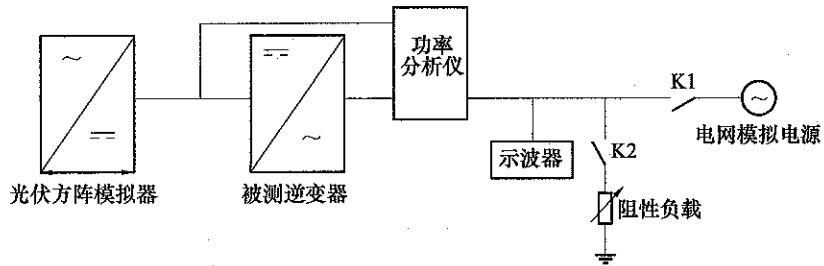 功率
分析仪
K1
电网模拟电源
示波器
K2
阻性负载
光伏方阵模拟器
被测逆变器